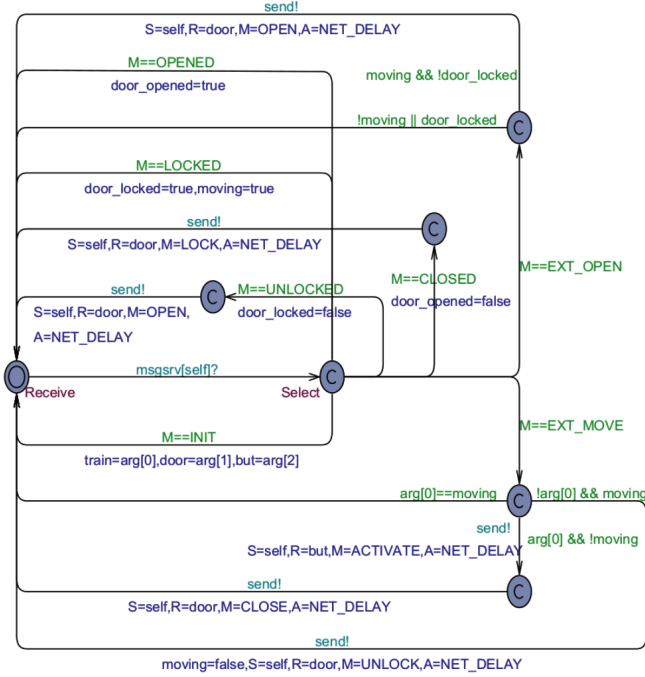 send!
S=self,R=door,M=OPEN,A=NET_DELAY
M==OPENED
door_opened=true
moving && !door_locked
!moving || door_locked
C
M==LOCKED
door_locked=true,moving=true
send!
S=self,R=door,M=LOCK,A=NET_DELAY
C
M==EXT_OPEN
M==CLOSED
door_opened=false
send!
S=self,R=door,M=OPEN,
A=NET_DELAY
C
M==UNLOCKED
door_locked=false
msgsrv[self]?
Receive
Select
C
M==INIT
train=arg[0],door=arg[1],but=arg[2]
M==EXT_MOVE
arg[0]==moving
C
!arg[0] && moving
send!
S=self,R=but,M=ACTIVATE,A=NET_DELAY
arg[0] && !moving
send!
S=self,R=door,M=CLOSE,A=NET_DELAY
C
send!
moving=false,S=self,R=door,M=UNLOCK,A=NET_DELAY